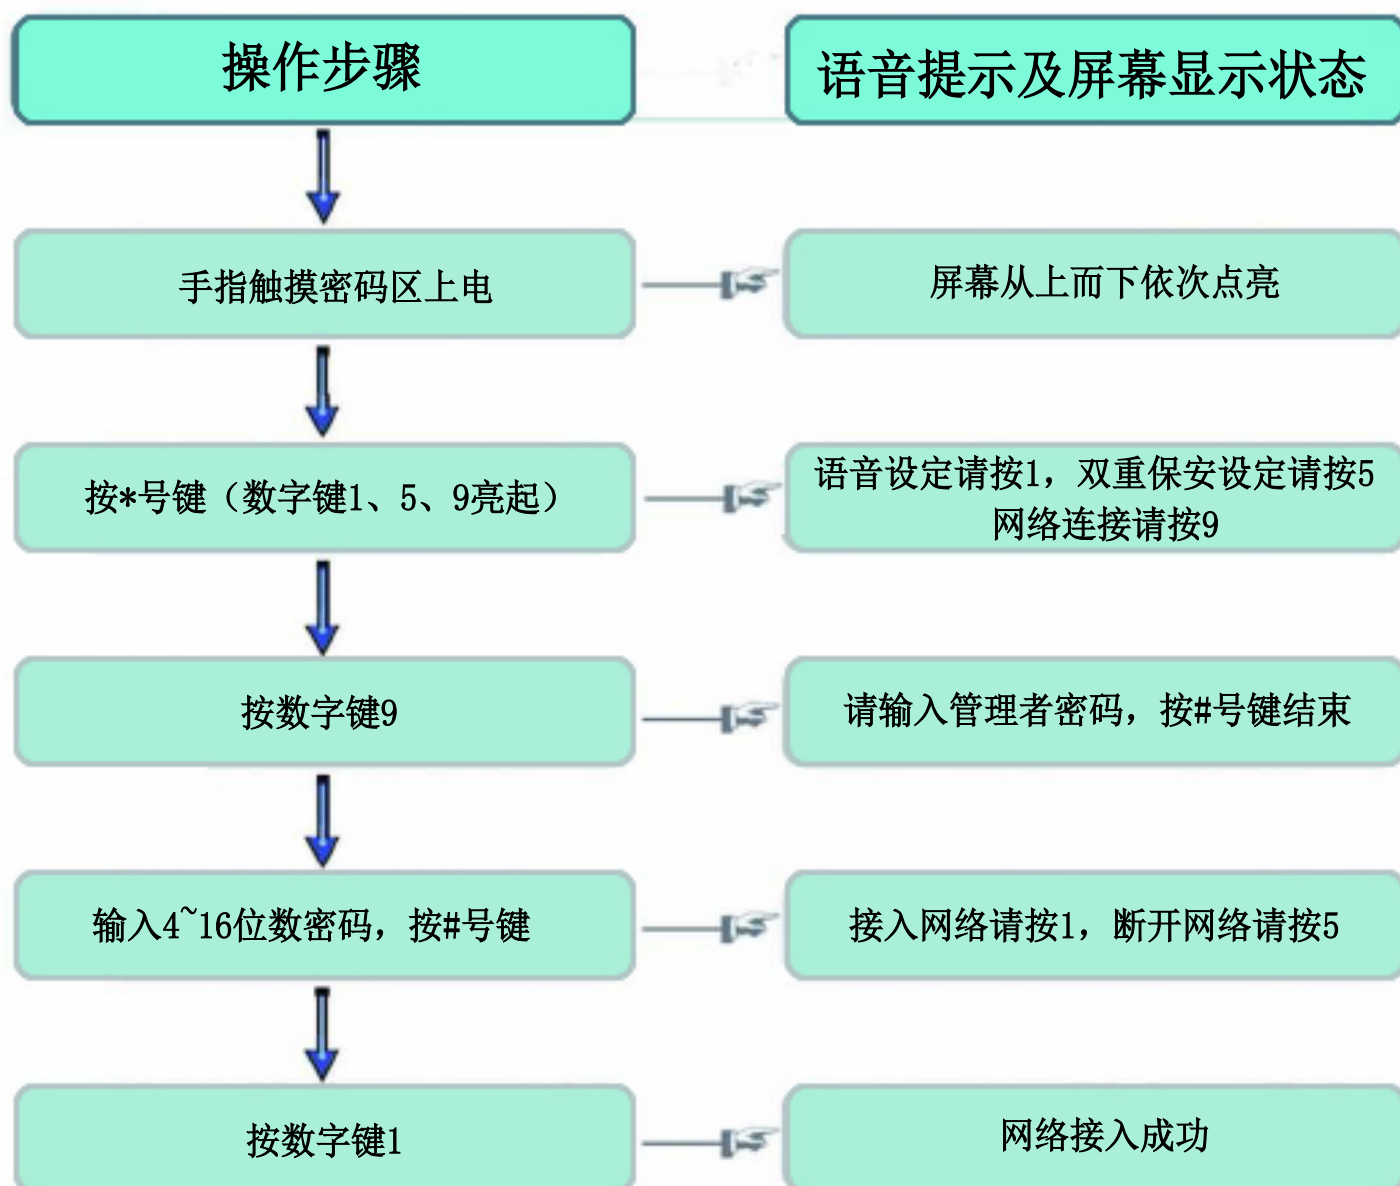 操作步骤
语音提示及屏幕显示状态
手指触摸密码区上电
屏幕从上而下依次点亮
按*号键（数字键1、5、9亮起）
语音设定请按1，双重保安设定请按5
网络连接请按9
按数字键9
请输入管理者密码，按#号键结束
输入4~16位数密码，按#号键
接入网络请按1，断开网络请按5
按数字键1
网络接入成功